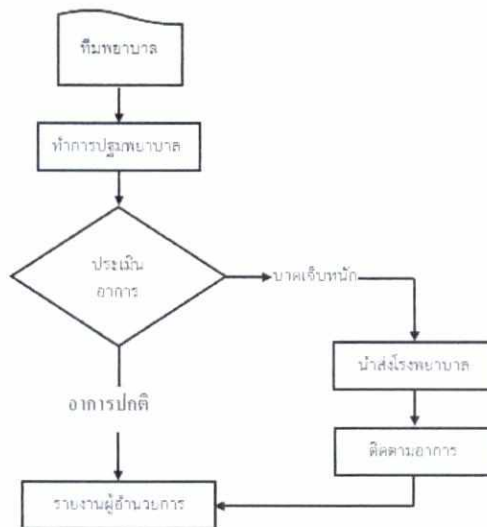 ทีมพยาบาล
ทำการปฐมพยาบาล
ประเมิน
อาการ
บาดเจ็บหนัก
นำส่งโรงพยาบาล
อาการปกติ
ติดตามอาการ
รายงานผู้อำนวยการ